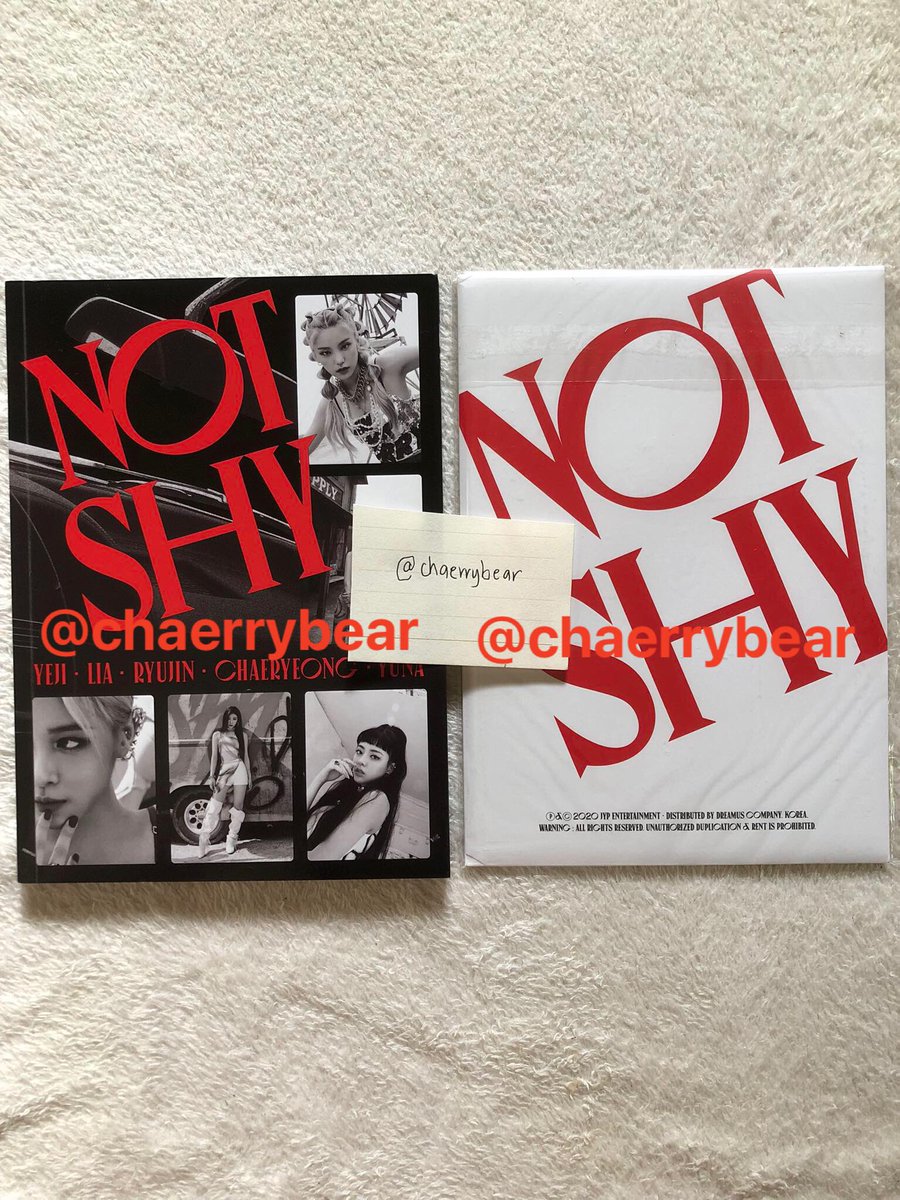 NOT
SHY
PPLY
@chaerrybear
YEJI · LIA · RYUJIN · CHAERYEONG · YUNA
@chaerrybear
NOT
SHY
@chaerrybear
Ⓟ&© 2020 JYP ENTERTAINMENT · DISTRIBUTED BY DREAMUS COMPANY. KOREA.
WARNING : ALL RIGHTS RESERVED. UNAUTHORIZED DUPLICATION & RENT IS PROHIBITED.